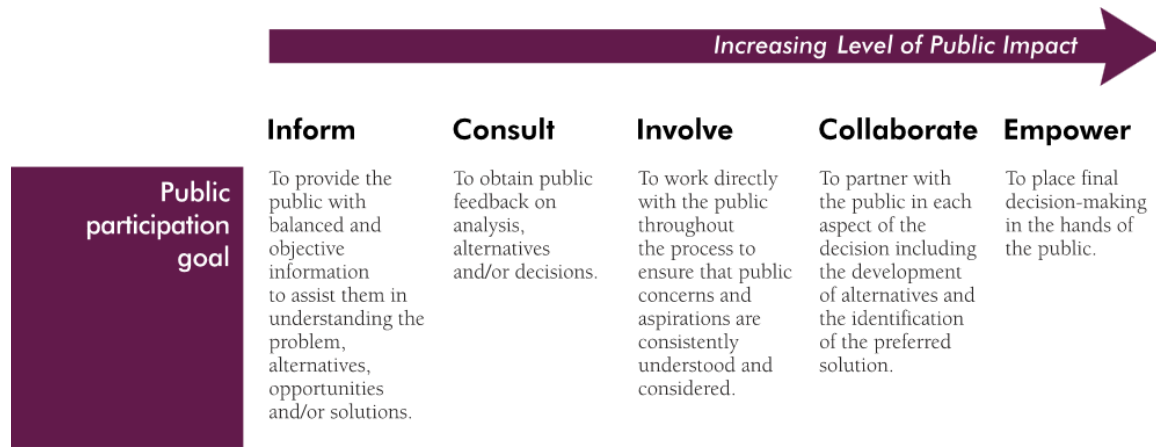 Increasing Level of Public Impact
Inform
Consult
Involve
Collaborate
Empower
Public
participation
goal
To provide the
public with
balanced and
objective
information
to assist them in
understanding the
problem,
alternatives,
opportunities
and/or solutions.
To obtain public
feedback on
analysis,
alternatives
and/or decisions.
To work directly
with the public
throughout
the process to
ensure that public
concerns and
aspirations are
consistently
understood and
considered.
To partner with
the public in each
aspect of the
decision including
the development
of alternatives and
the identification
of the preferred
solution.
To place final
decision-making
in the hands of
the public.